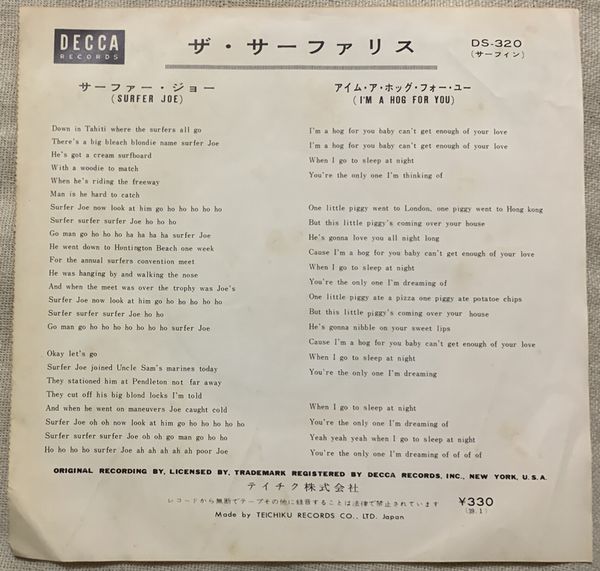 DECCA
RECORDS
ザ・サーファリス
DS-320
(サーフィン)
サーファー・ジョー
(SURFER JOE)
Down in Tahiti where the surfers all go
There's a big bleach blondie name surfer Joe
He's got a cream surfboard
With a woodie to match
When he's riding the freeway
Man is he hard to catch
Surfer Joe now look at him go ho ho ho ho ho
Surfer surfer surfer Joe ho ho ho
Go man go ho ho ho ha ha ha ha surfer Joe
He went down to Huntington Beach one week
For the annual surfers convention meet
He was hanging by and walking the nose
And when the meet was over the trophy was Joe's
Surfer Joe now look at him go ho ho ho ho ho
Surfer surfer surfer Joe ho ho
Go man go ho ho ho ho ho ho ho surfer Joe
Okay let's go
Surfer Joe joined Uncle Sam's marines today
They stationed him at Pendleton not far away
They cut off his big blond locks I'm told
And when he went on maneuvers Joe caught cold
Surfer Joe oh oh now look at him go ho ho ho ho ho
Surfer surfer surfer Joe oh oh go man go ho ho
Ho ho ho ho surfer Joe ah ah ah ah ah poor Joe
アイム・ア・ホッグ・フォー・ユー
(I'M A HOG FOR YOU)
I'm a hog for you baby can't get enough of your love
I'm a hog for you baby can't get enough of your love
When I go to sleep at night
You're the only one I'm thinking of
One little piggy went to London, one piggy went to Hong kong
But this little piggy's coming over your house
He's gonna love you all night long
Cause I'm a hog for you baby can't get enough of your love
When I go to sleep at night
You're the only one I'm dreaming of
One little piggy ate a pizza one piggy ate potatoe chips
But this little piggy's coming over your house
He's gonna nibble on your sweet lips
Cause I'm a hog for you baby can't get enough of your love
When I go to sleep at night
You're the only one I'm dreaming
When I go to sleep at night
You're the only one I'm dreaming of
Yeah yeah yeah when I go to sleep at night
You're the only one I'm dreaming of of of of of
ORIGINAL RECORDING BY, LICENSED BY, TRADEMARK REGISTERED BY DECCA RECORDS, INC., NEW YORK, U.S.A.
テイチク株式会社
レコードから無断でテープその他に録音することは法律で禁止されています
Made by TEICHIKU RECORDS CO., LTD. Japan
¥330